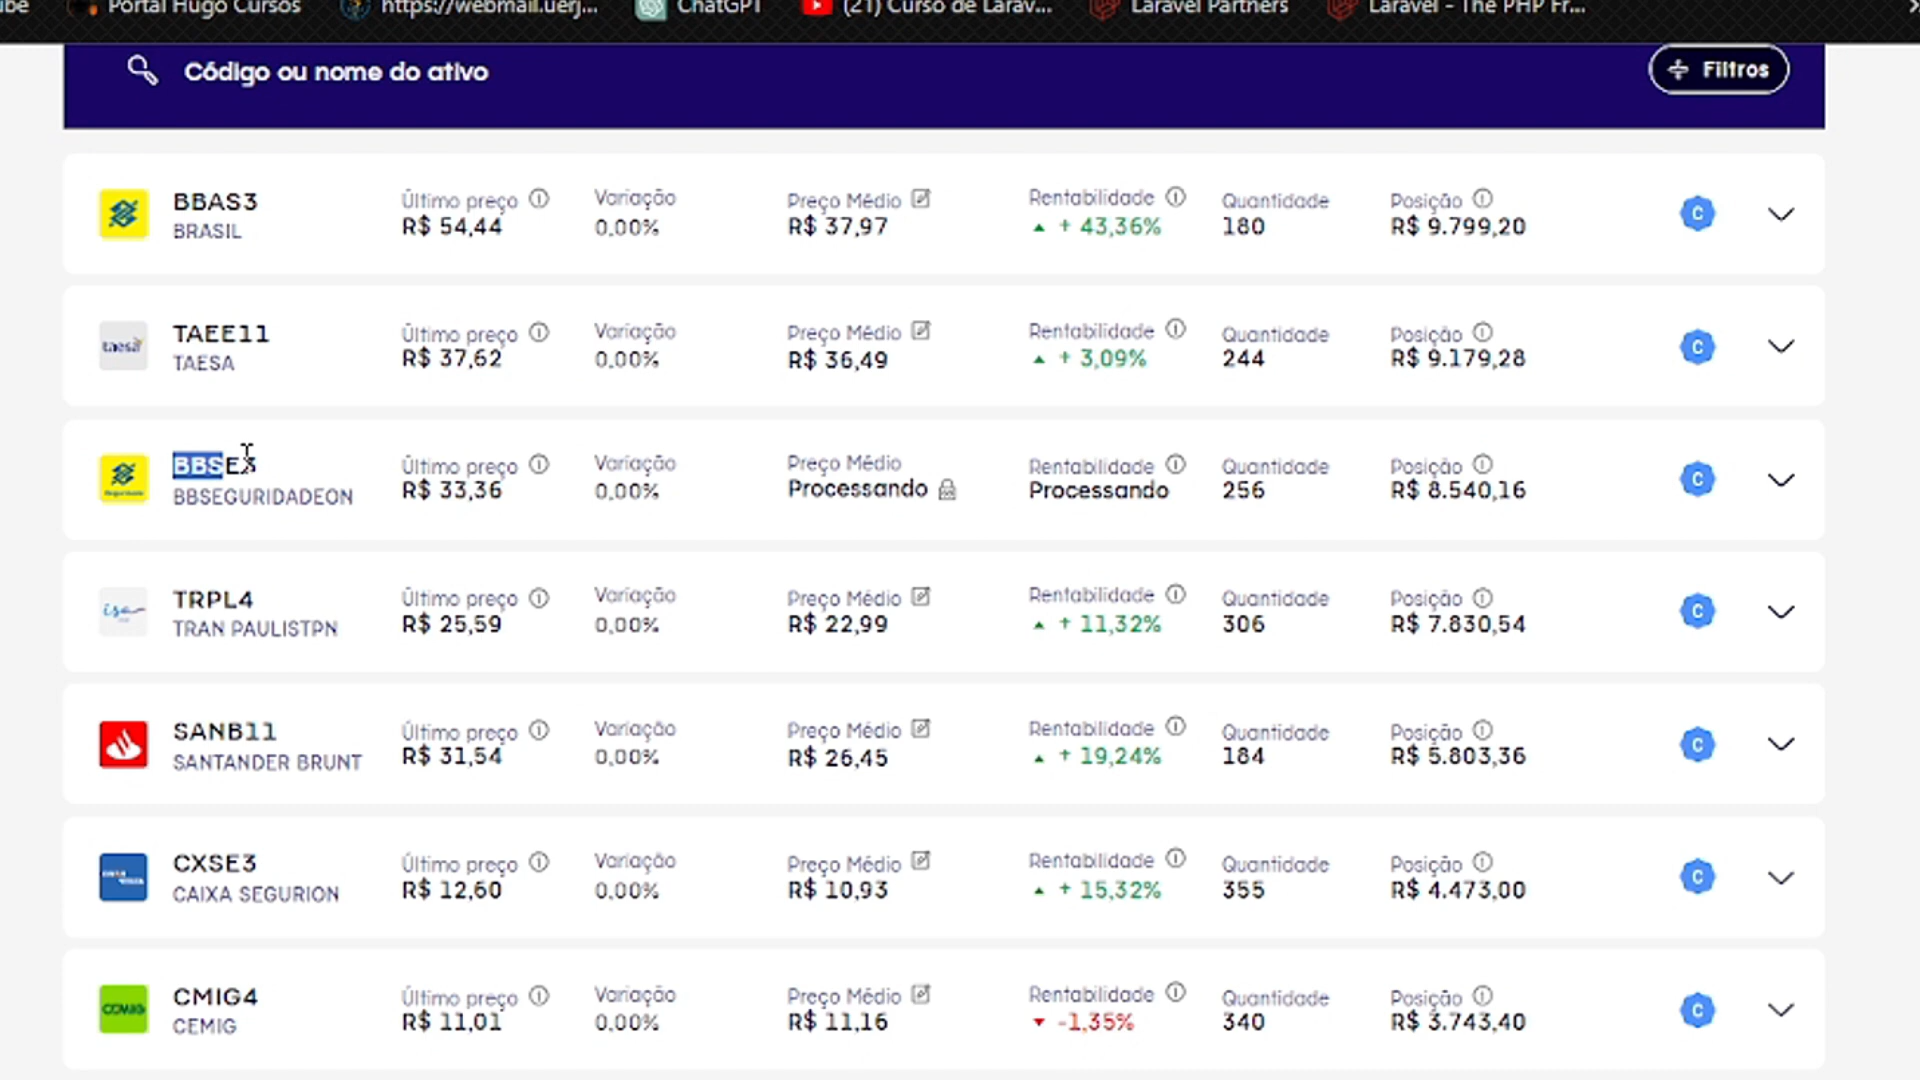 ube Portal Hugo Cursos https://webmail.uerj... ChatGPT (21) Curso de Larav... Laravel Partners Laravel - The PHP Fr...
Código ou nome do ativo Filtros
BBAS3 Último preço Variação Preço Médio Rentabilidade Quantidade Posição
BRASIL R$ 54,44 0,00% R$ 37,97 + 43,36% 180 R$ 9.799,20 C
TAEE11 Último preço Variação Preço Médio Rentabilidade Quantidade Posição
taesa TAESA R$ 37,62 0,00% R$ 36,49 + 3,09% 244 R$ 9.179,28 C
BBSE3 Último preço Variação Preço Médio Rentabilidade Quantidade Posição
BBSEGURIDADEON R$ 33,36 0,00% Processando Processando 256 R$ 8.540,16 C
TRPL4 Último preço Variação Preço Médio Rentabilidade Quantidade Posição
isa TRAN PAULISTPN R$ 25,59 0,00% R$ 22,99 + 11,32% 306 R$ 7.830,54 C
SANB11 Último preço Variação Preço Médio Rentabilidade Quantidade Posição
SANTANDER BRUNT R$ 31,54 0,00% R$ 26,45 + 19,24% 184 R$ 5.803,36 C
CXSE3 Último preço Variação Preço Médio Rentabilidade Quantidade Posição
CAIXA SEGURION R$ 12,60 0,00% R$ 10,93 + 15,32% 355 R$ 4.473,00 C
CMIG4 Último preço Variação Preço Médio Rentabilidade Quantidade Posição
CEMIG CEMIG R$ 11,01 0,00% R$ 11,16 -1,35% 340 R$ 3.743,40 C